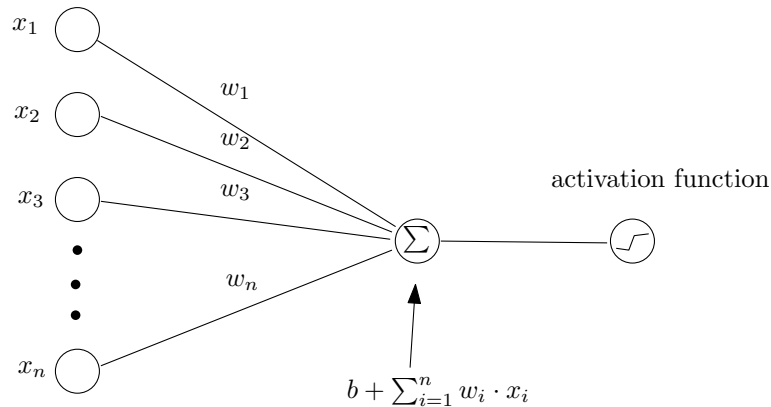 x₁
w₁
x₂
w₂
activation function
x₃
w₃
∑
wₙ
xₙ
b + ∑ⁿᵢ₌₁ wᵢ · xᵢ